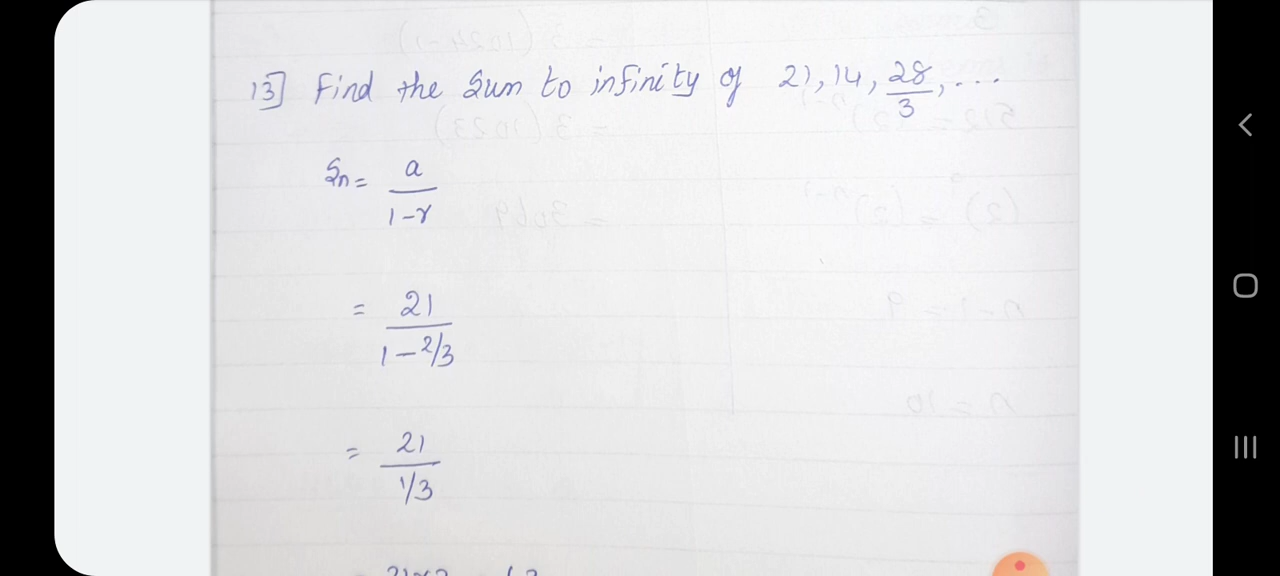 13] Find the Sum to infinity of 21, 14, 28/3, ...
Sn = a/1-r
= 21/1-2/3
= 21/1/3